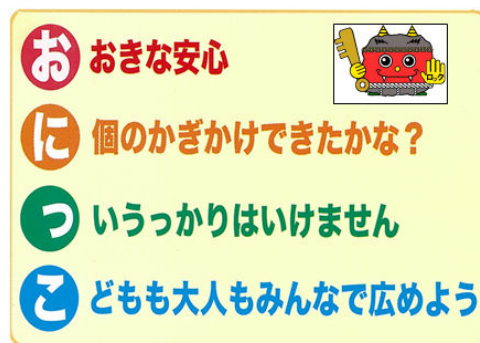 お おきな安心
に 個のかぎかけできたかな？
つ いうっかりはいけません
こ どもも大人もみんなで広めよう
ロック